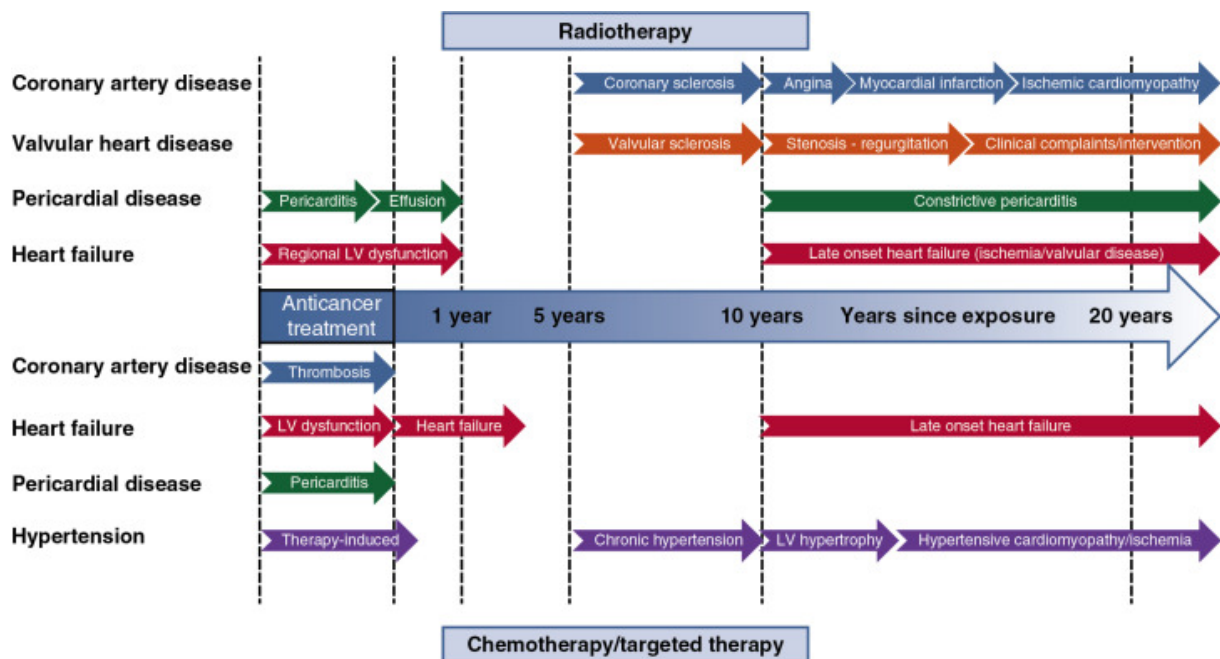 Radiotherapy
Coronary artery disease
Coronary sclerosis
Angina
Myocardial infarction
Ischemic cardiomyopathy
Valvular heart disease
Valvular sclerosis
Stenosis - regurgitation
Clinical complaints/intervention
Pericardial disease
Pericarditis
Effusion
Constrictive pericarditis
Heart failure
Regional LV dysfunction
Late onset heart failure (ischemia/valvular disease)
Anticancer
treatment
1 year
5 years
10 years
Years since exposure
20 years
Coronary artery disease
Thrombosis
Heart failure
LV dysfunction
Heart failure
Late onset heart failure
Pericardial disease
Pericarditis
Hypertension
Therapy-induced
Chronic hypertension
LV hypertrophy
Hypertensive cardiomyopathy/ischemia
Chemotherapy/targeted therapy